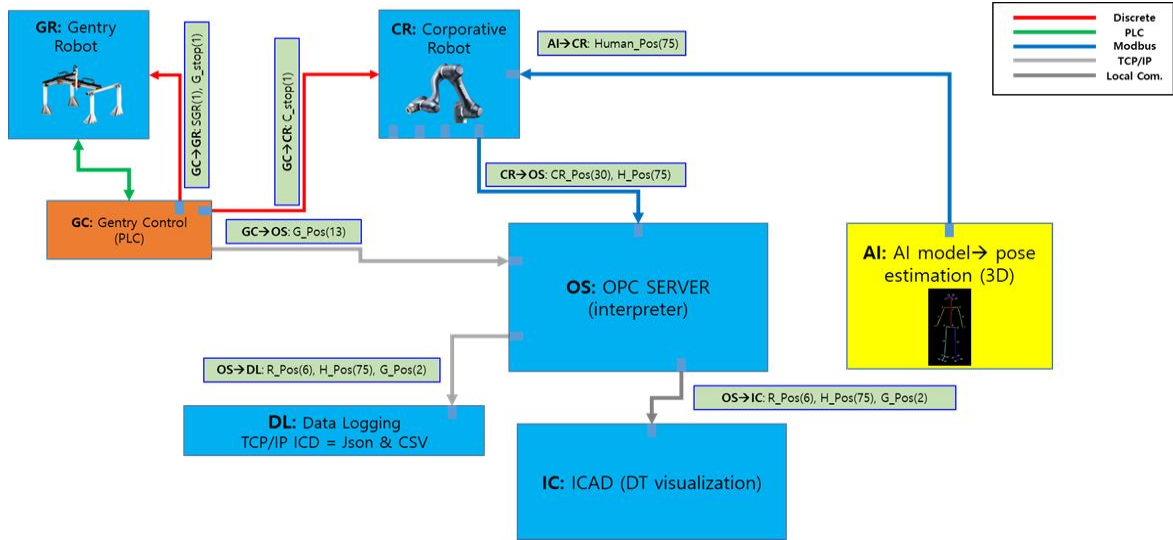 GR: Gentry
Robot
GC→GR: SGR(1), G_stop(1)
GC→CR: C_stop(1)
CR: Corporative
Robot
AI→CR: Human_Pos(75)
Discrete
PLC
Modbus
TCP/IP
Local Com.
CR→OS: CR_Pos(30), H_Pos(75)
GC: Gentry Control
(PLC)
GC→OS: G_Pos(13)
OS: OPC SERVER
(interpreter)
AI: AI model→ pose
estimation (3D)
OS→DL: R_Pos(6), H_Pos(75), G_Pos(2)
OS→IC: R_Pos(6), H_Pos(75), G_Pos(2)
DL: Data Logging
TCP/IP ICD = Json & CSV
IC: ICAD (DT visualization)